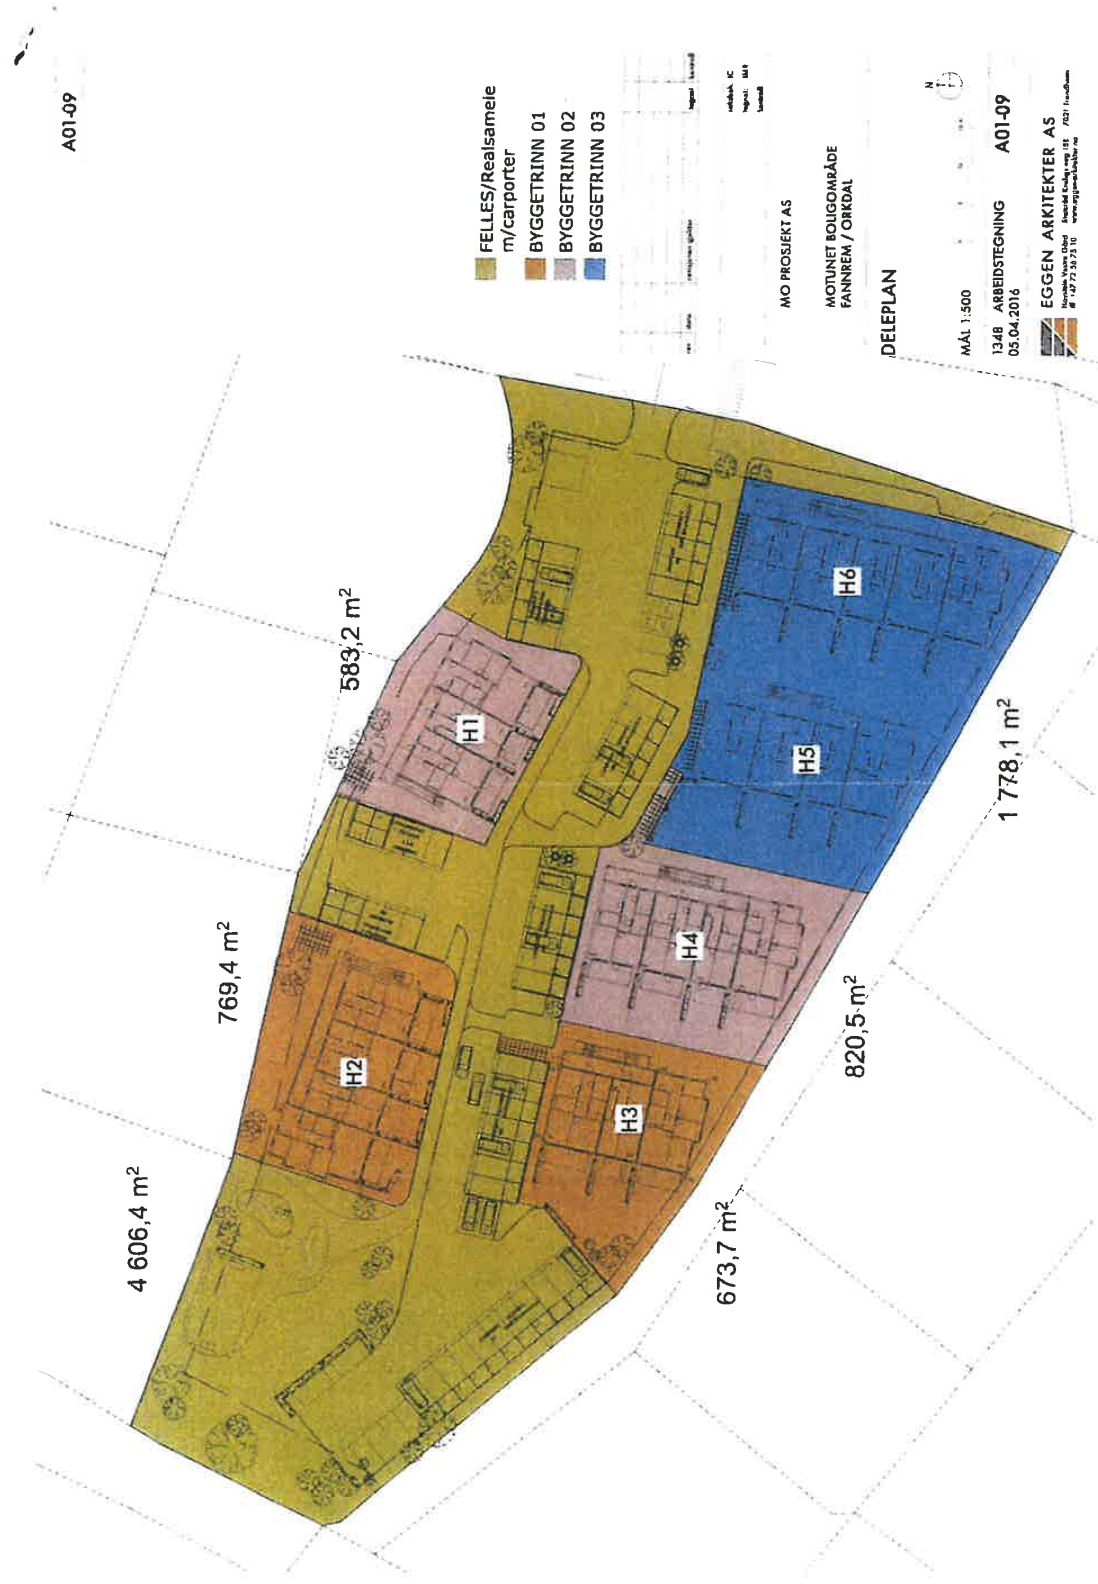 A01-09
FELLES/Realsameie
m/carporter
BYGGETRINN 01
BYGGETRINN 02
BYGGETRINN 03
MO PROSJEKT AS
MOTUNET BOLIGOMRÅDE
FANNREM / ORKDAL
DELEPLAN
MÅL 1:500
N
1348 ARBEIDSTEGNING A01-09
05.04.2016
EGGEN ARKITEKTER AS
4 606,4 m²
769,4 m²
583,2 m²
H1
H2
H3
H4
H5
H6
673,7 m²
820,5 m²
1 778,1 m²